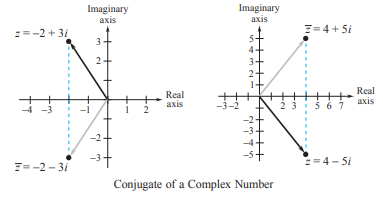 Imaginary
axis
z = –2 + 3i
3
2
Real
axis
–4 –3 –1 1 2
–2
–3
z̅ = –2 – 3i
Imaginary
axis
z̅ = 4 + 5i
5
4
3
2
1
Real
axis
–3 –2 2 3 5 6 7
–2
–3
–4
–5
z = 4 – 5i
Conjugate of a Complex Number